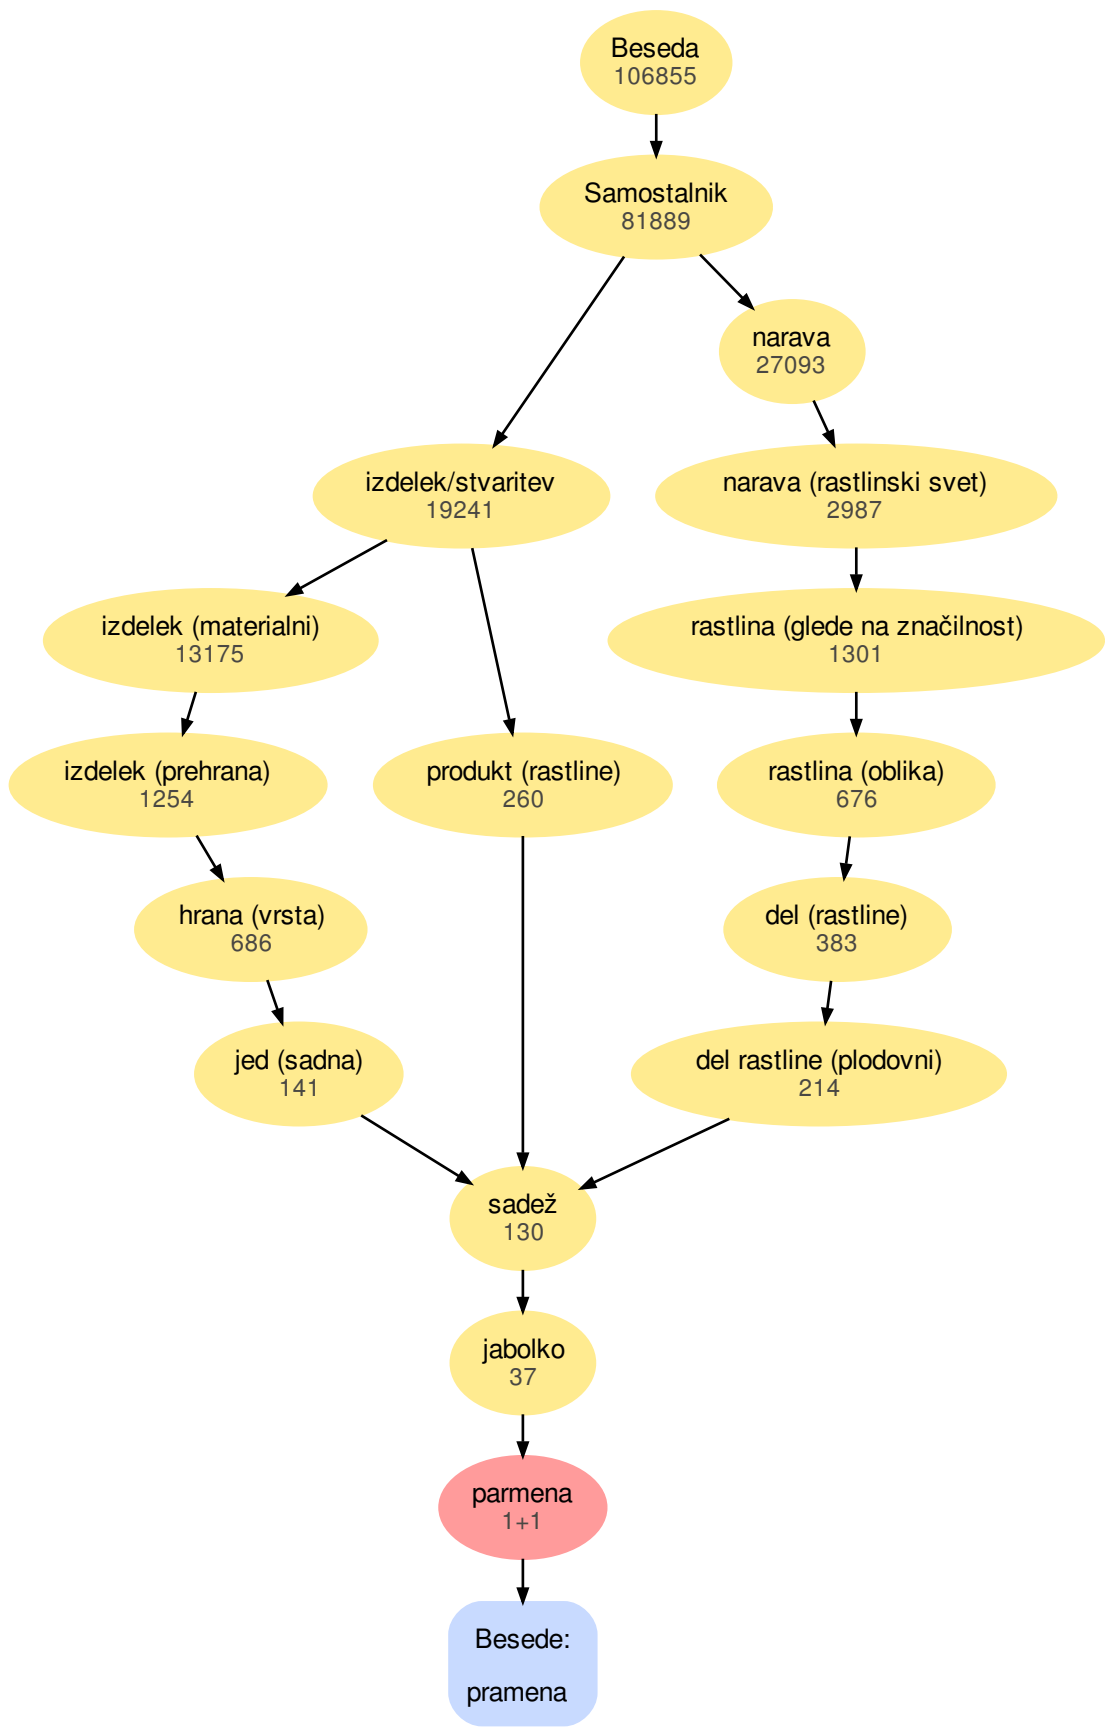 Beseda
106855
Samostalnik
81889
narava
27093
izdelek/stvaritev
19241
narava (rastlinski svet)
2987
izdelek (materialni)
13175
rastlina (glede na značilnost)
1301
izdelek (prehrana)
1254
produkt (rastline)
260
rastlina (oblika)
676
hrana (vrsta)
686
del (rastline)
383
jed (sadna)
141
del rastline (plodovni)
214
sadež
130
jabolko
37
parmena
1+1
Besede:
pramena